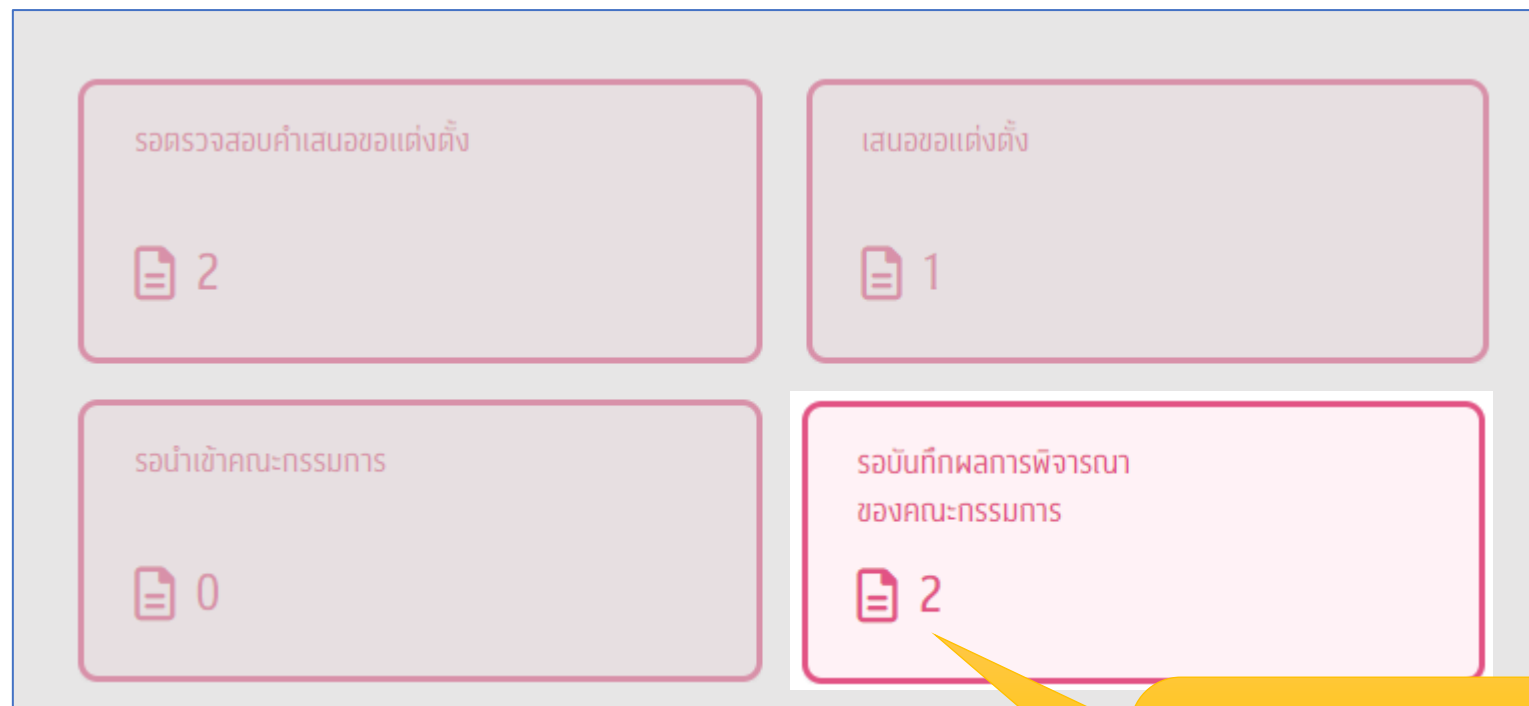 รอตรวจสอบคำเสนอขอแต่งตั้ง
2
เสนอขอแต่งตั้ง
1
รอนำเข้าคณะกรรมการ
0
รอบันทึกผลการพิจารณา
ของคณะกรรมการ
2